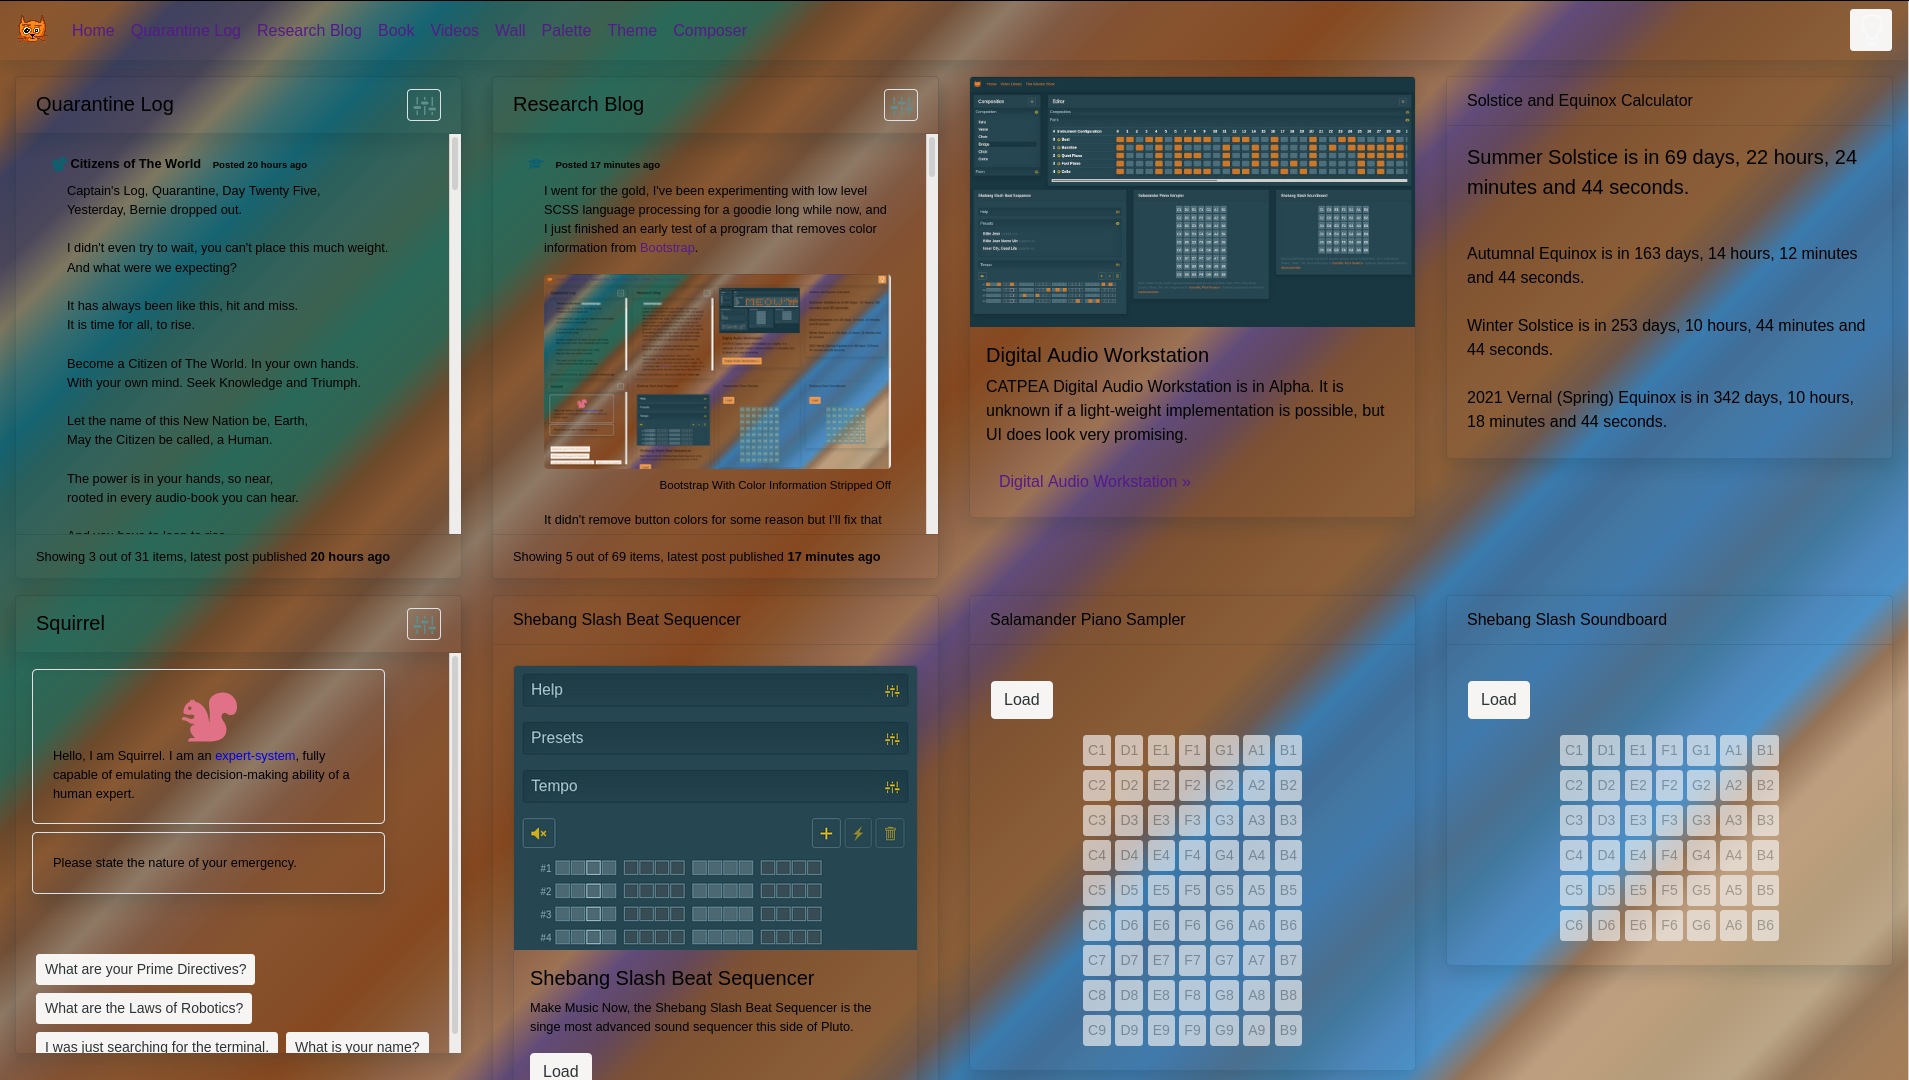 Home Quarantine Log Research Blog Book Videos Wall Palette Theme Composer
Quarantine Log
Citizens of The World Posted 20 hours ago
Captain's Log, Quarantine, Day Twenty Five,
Yesterday, Bernie dropped out.
I didn't even try to wait, you can't place this much weight.
And what were we expecting?
It has always been like this, hit and miss.
It is time for all, to rise.
Become a Citizen of The World. In your own hands.
With your own mind. Seek Knowledge and Triumph.
Let the name of this New Nation be, Earth,
May the Citizen be called, a Human.
The power is in your hands, so near,
rooted in every audio-book you can hear.
Showing 3 out of 31 items, latest post published 20 hours ago
Research Blog
Posted 17 minutes ago
I went for the gold, I've been experimenting with low level
SCSS language processing for a goodie long while now, and
I just finished an early test of a program that removes color
information from Bootstrap.
Bootstrap With Color Information Stripped Off
It didn't remove button colors for some reason but I'll fix that
Showing 5 out of 69 items, latest post published 17 minutes ago
Composition
Editor
Digital Audio Workstation
CATPEA Digital Audio Workstation is in Alpha. It is
unknown if a light-weight implementation is possible, but
UI does look very promising.
Digital Audio Workstation »
Solstice and Equinox Calculator
Summer Solstice is in 69 days, 22 hours, 24
minutes and 44 seconds.
Autumnal Equinox is in 163 days, 14 hours, 12 minutes
and 44 seconds.
Winter Solstice is in 253 days, 10 hours, 44 minutes and
44 seconds.
2021 Vernal (Spring) Equinox is in 342 days, 10 hours,
18 minutes and 44 seconds.
Squirrel
Hello, I am Squirrel. I am an expert-system, fully
capable of emulating the decision-making ability of a
human expert.
Please state the nature of your emergency.
What are your Prime Directives?
What are the Laws of Robotics?
I was just searching for the terminal. What is your name?
Shebang Slash Beat Sequencer
Help
Presets
Tempo
#1
#2
#3
#4
Shebang Slash Beat Sequencer
Make Music Now, the Shebang Slash Beat Sequencer is the
singe most advanced sound sequencer this side of Pluto.
Load
Salamander Piano Sampler
Load
C1 D1 E1 F1 G1 A1 B1
C2 D2 E2 F2 G2 A2 B2
C3 D3 E3 F3 G3 A3 B3
C4 D4 E4 F4 G4 A4 B4
C5 D5 E5 F5 G5 A5 B5
C6 D6 E6 F6 G6 A6 B6
C7 D7 E7 F7 G7 A7 B7
C8 D8 E8 F8 G8 A8 B8
C9 D9 E9 F9 G9 A9 B9
Shebang Slash Soundboard
Load
C1 D1 E1 F1 G1 A1 B1
C2 D2 E2 F2 G2 A2 B2
C3 D3 E3 F3 G3 A3 B3
C4 D4 E4 F4 G4 A4 B4
C5 D5 E5 F5 G5 A5 B5
C6 D6 E6 F6 G6 A6 B6